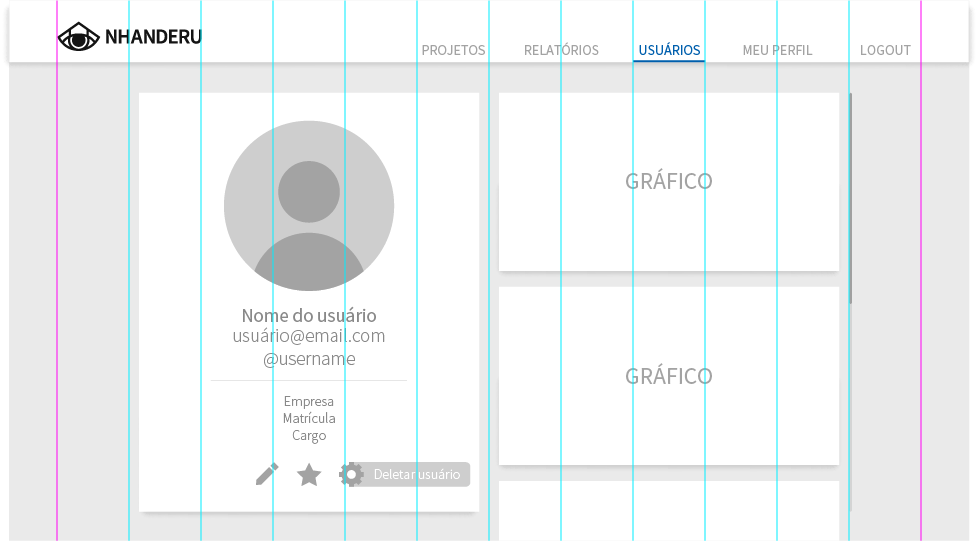 NHANDERU
PROJETOS
RELATÓRIOS
USUÁRIOS
MEU PERFIL
LOGOUT
Nome do usuário
usuário@email.com
@username
Empresa
Matrícula
Cargo
Deletar usuário
GRÁFICO
GRÁFICO